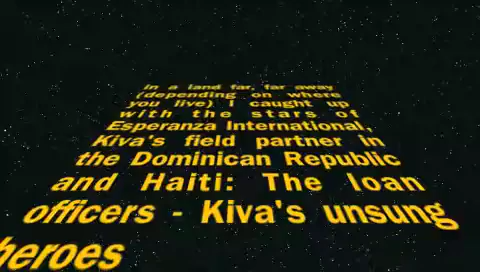 In a land far, far away
(depending on where
you live) I caught up
with the stars of
Esperanza International,
Kiva's field partner in
the Dominican Republic
and Haiti: The loan
officers - Kiva's unsung
heroes